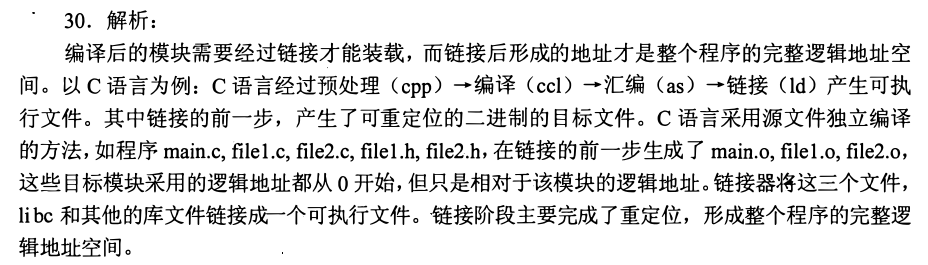 30．解析：
编译后的模块需要经过链接才能装载，而链接后形成的地址才是整个程序的完整逻辑地址空
间。以 C 语言为例：C 语言经过预处理（cpp）→编译（ccl）→汇编（as）→链接（ld）产生可执
行文件。其中链接的前一步，产生了可重定位的二进制的目标文件。C 语言采用源文件独立编译
的方法，如程序 main.c, file1.c, file2.c, file1.h, file2.h，在链接的前一步生成了 main.o, file1.o, file2.o，
这些目标模块采用的逻辑地址都从 0 开始，但只是相对于该模块的逻辑地址。链接器将这三个文件，
libc 和其他的库文件链接成一个可执行文件。链接阶段主要完成了重定位，形成整个程序的完整逻
辑地址空间。